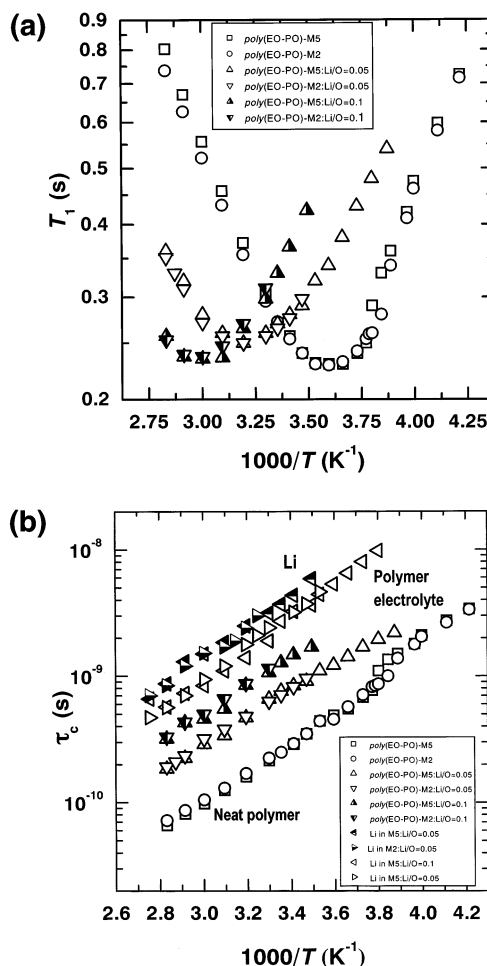 (a)
0.9
0.8
0.7
0.6
0.5
0.4
0.3
0.2
T1 (s)
poly(EO-PO)-M5
poly(EO-PO)-M2
poly(EO-PO)-M5:Li/O=0.05
poly(EO-PO)-M2:Li/O=0.05
poly(EO-PO)-M5:Li/O=0.1
poly(EO-PO)-M2:Li/O=0.1
2.75 3.00 3.25 3.50 3.75 4.00 4.25
1000/T (K-1)
(b)
10-8
10-9
10-10
τc (s)
Li
Polymer
electrolyte
Neat polymer
poly(EO-PO)-M5
poly(EO-PO)-M2
poly(EO-PO)-M5:Li/O=0.05
poly(EO-PO)-M2:Li/O=0.05
poly(EO-PO)-M5:Li/O=0.1
poly(EO-PO)-M2:Li/O=0.1
Li in M5:Li/O=0.05
Li in M2:Li/O=0.05
Li in M5:Li/O=0.1
Li in M5:Li/O=0.05
2.6 2.8 3.0 3.2 3.4 3.6 3.8 4.0 4.2
1000/T (K-1)